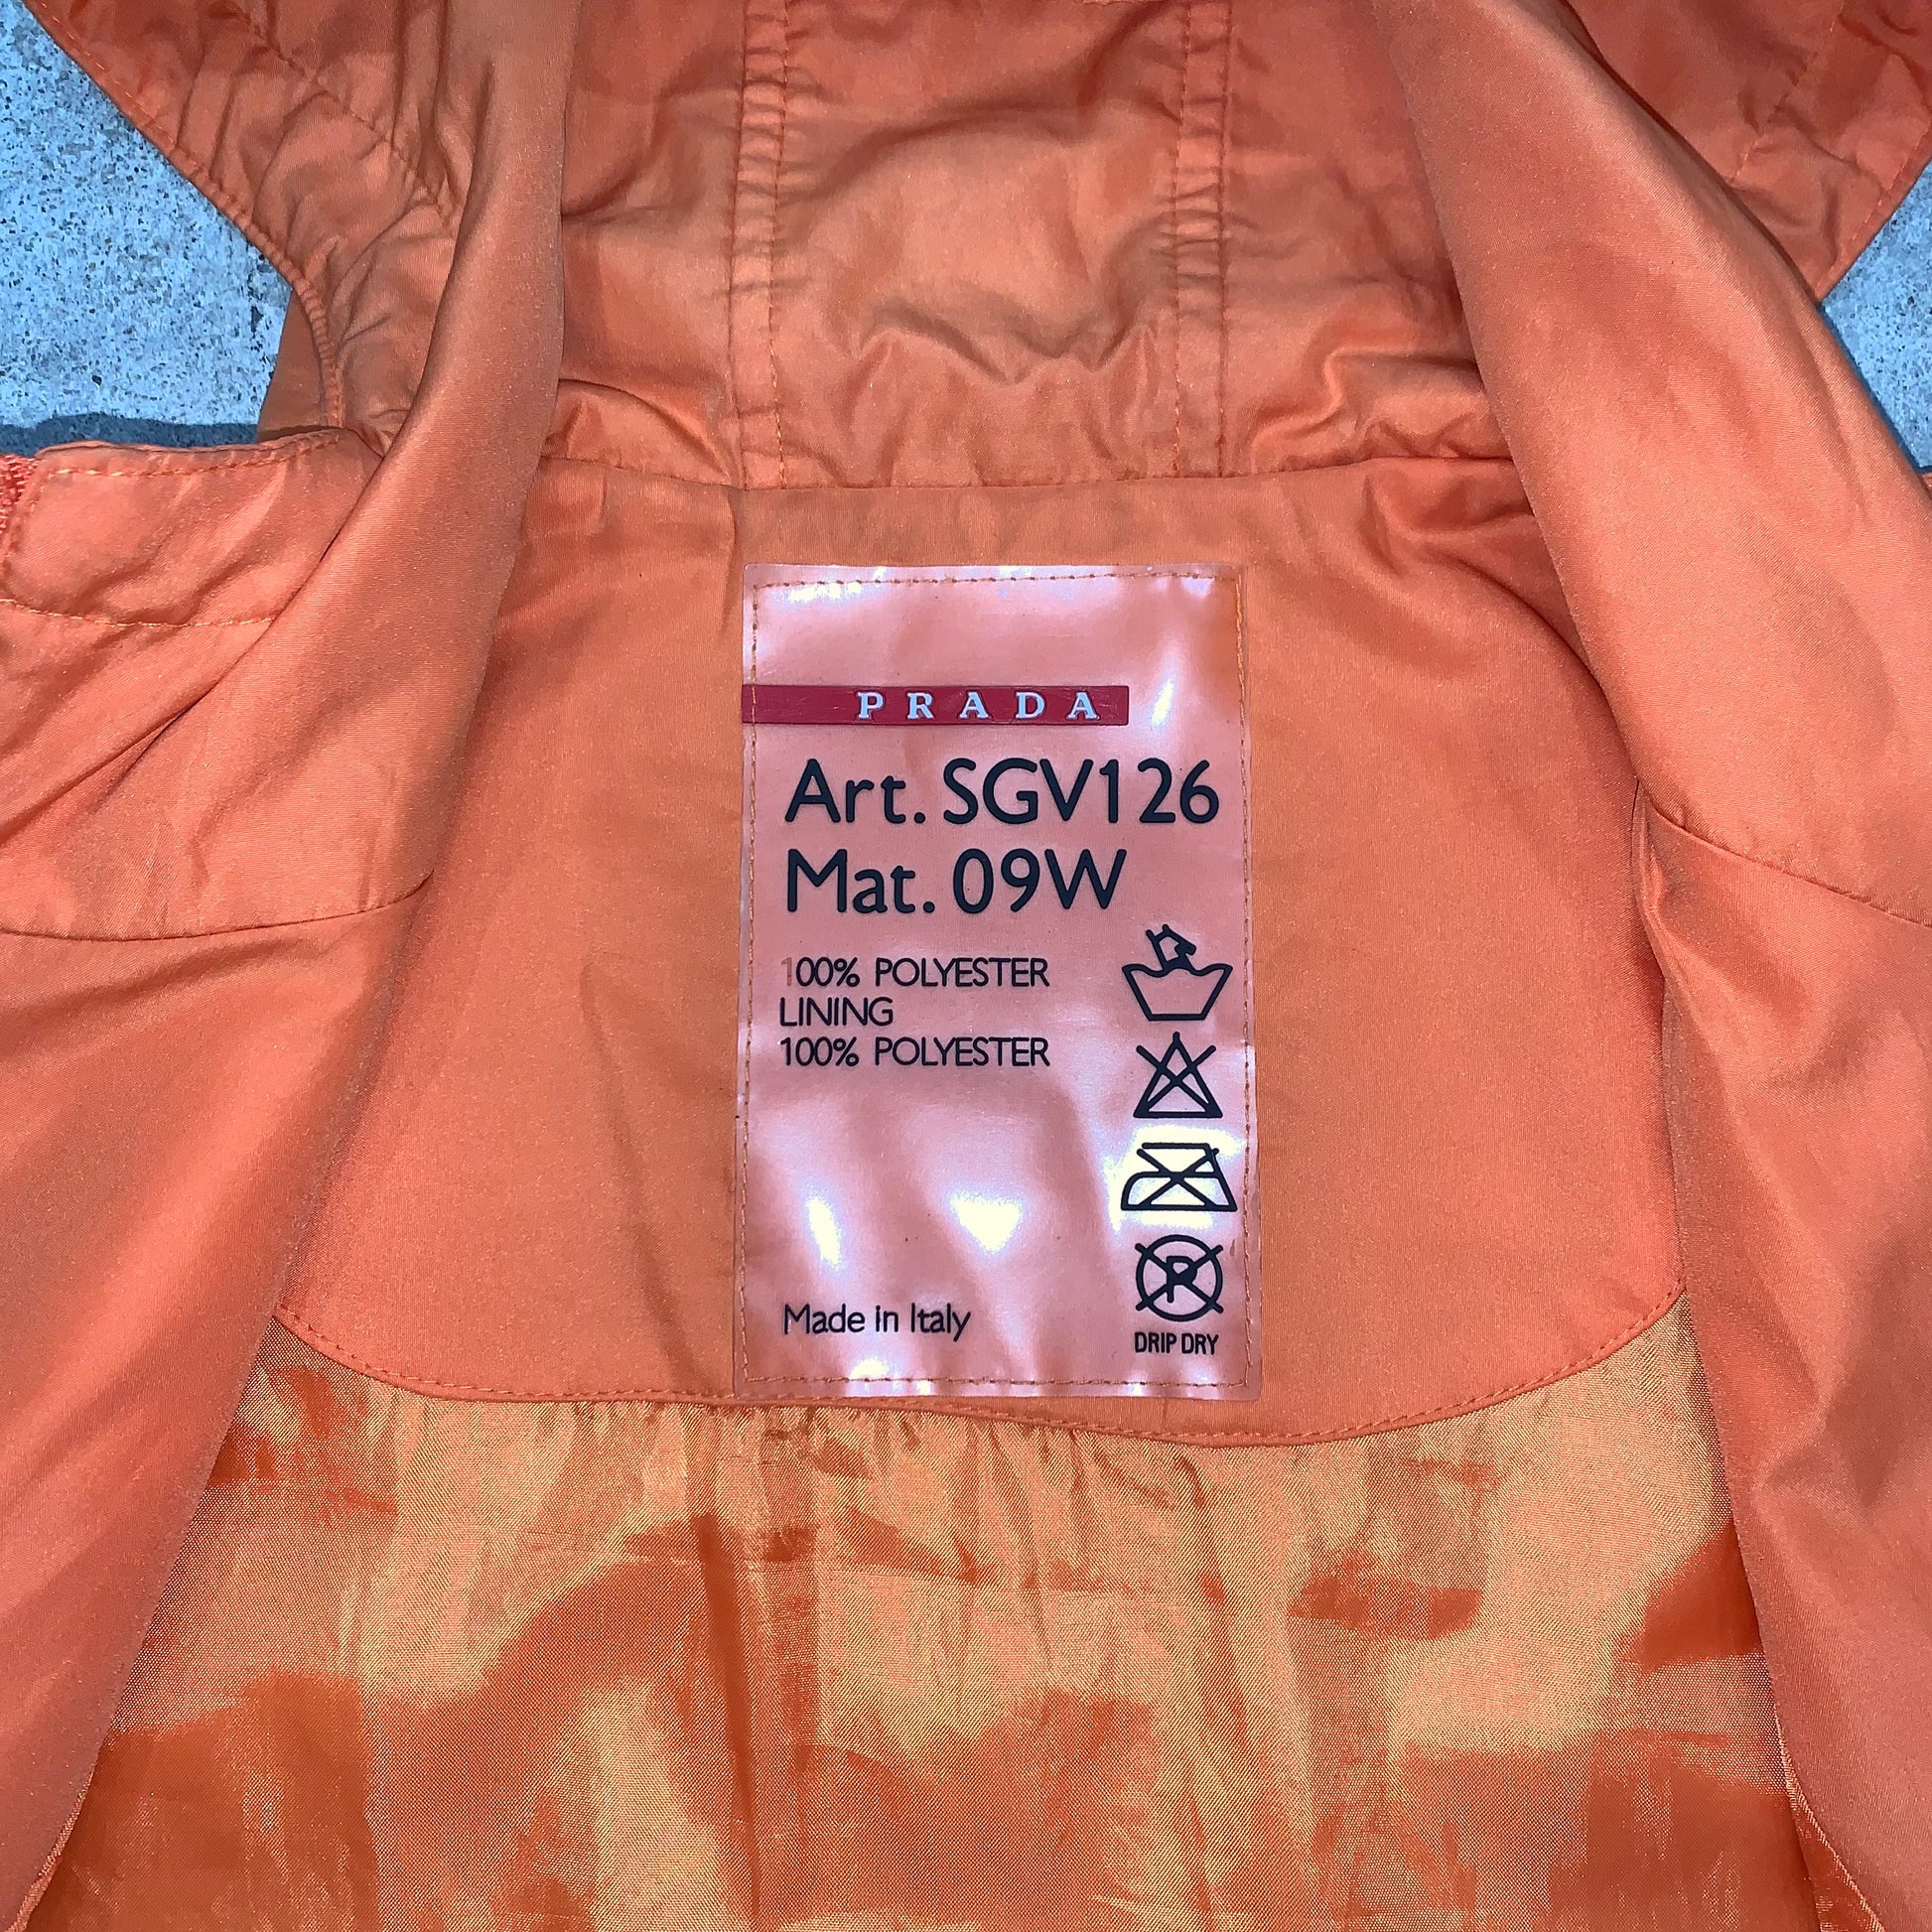 PRADA
Art. SGV126
Mat. 09W
100% POLYESTER
LINING
100% POLYESTER
R
Made in Italy
DRIP DRY